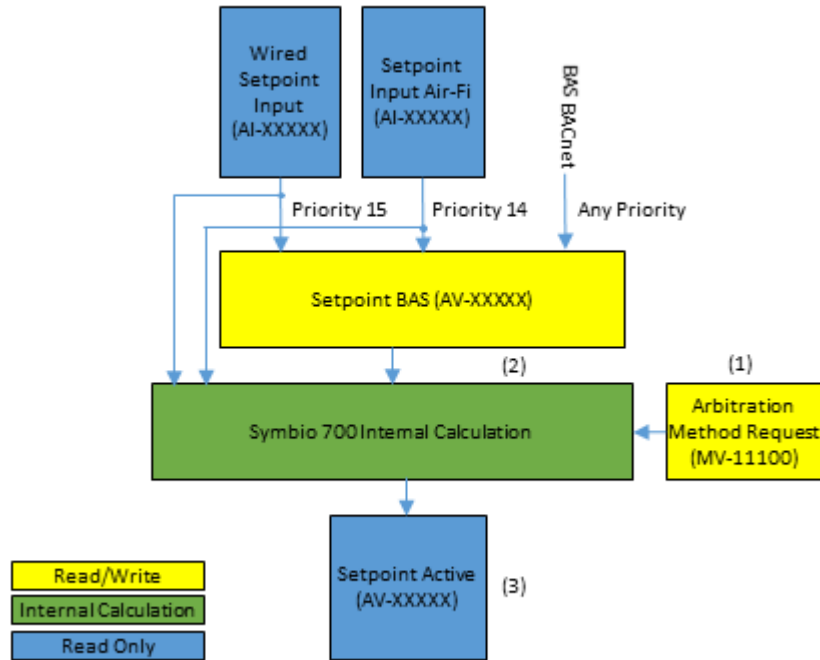 Wired
Setpoint
Input
(AI-XXXXX)
Setpoint
Input Air-Fi
(AI-XXXXX)
BAS BACnet
Priority 15
Priority 14
Any Priority
Setpoint BAS (AV-XXXXX)
(2)
(1)
Symbio 700 Internal Calculation
Arbitration
Method Request
(MV-11100)
Setpoint Active
(AV-XXXXX)
(3)
Read/Write
Internal Calculation
Read Only